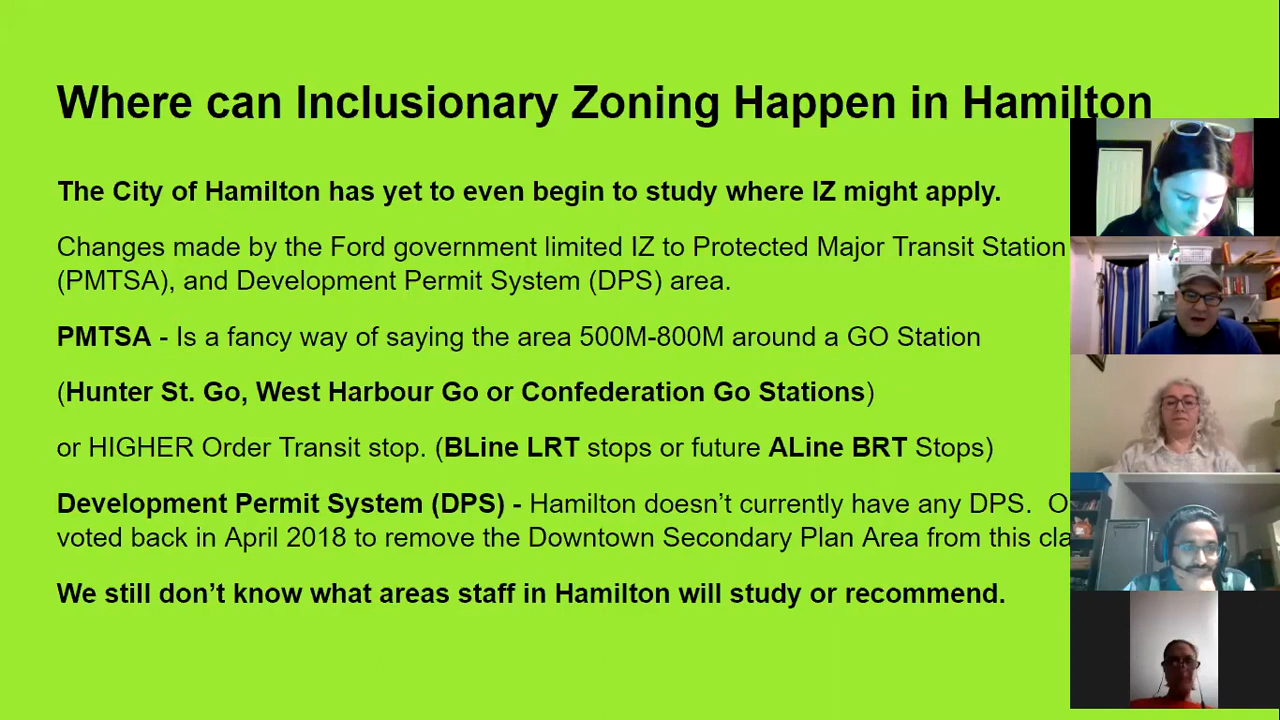 Where can Inclusionary Zoning Happen in Hamilton
The City of Hamilton has yet to even begin to study where IZ might apply.
Changes made by the Ford government limited IZ to Protected Major Transit Station
(PMTSA), and Development Permit System (DPS) area.
PMTSA - Is a fancy way of saying the area 500M-800M around a GO Station
(Hunter St. Go, West Harbour Go or Confederation Go Stations)
or HIGHER Order Transit stop. (BLine LRT stops or future ALine BRT Stops)
Development Permit System (DPS) - Hamilton doesn’t currently have any DPS.
voted back in April 2018 to remove the Downtown Secondary Plan Area from this
We still don’t know what areas staff in Hamilton will study or recommend.